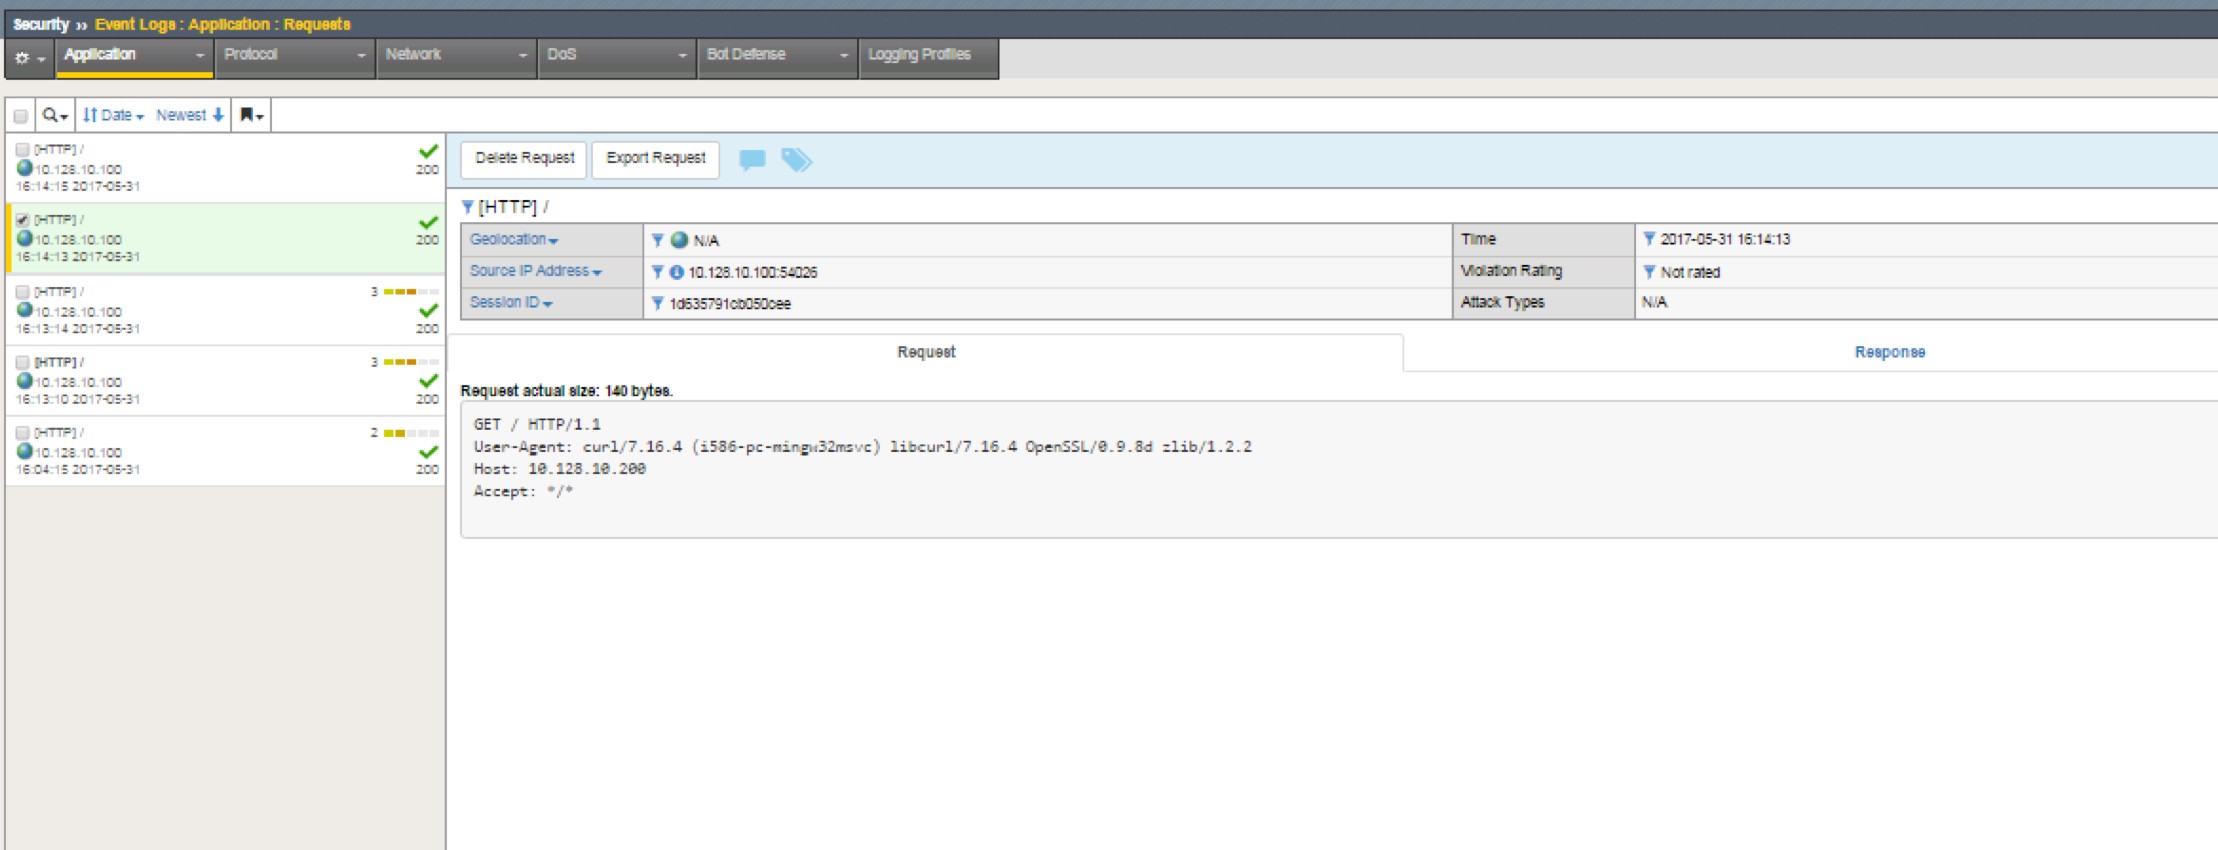 Security ›› Event Logs : Application : Requests
Application
Protocol
Network
DoS
Bot Defense
Logging Profiles
Date
Newest
[HTTP] /
10.128.10.100
200
16:14:15 2017-05-31
[HTTP] /
10.128.10.100
200
16:14:13 2017-05-31
[HTTP] /
3
10.128.10.100
16:13:14 2017-05-31
200
[HTTP] /
3
10.128.10.100
16:13:10 2017-05-31
200
[HTTP] /
2
10.128.10.100
16:04:15 2017-05-31
200
Delete Request
Export Request
[HTTP] /
Geolocation
N/A
Time
2017-05-31 16:14:13
Source IP Address
10.128.10.100:54026
Violation Rating
Not rated
Session ID
1d635791cb050cee
Attack Types
N/A
Request
Response
Request actual size: 140 bytes.
GET / HTTP/1.1
User-Agent: curl/7.16.4 (i586-pc-mingw32msvc) libcurl/7.16.4 OpenSSL/0.9.8d zlib/1.2.2
Host: 10.128.10.200
Accept: */*